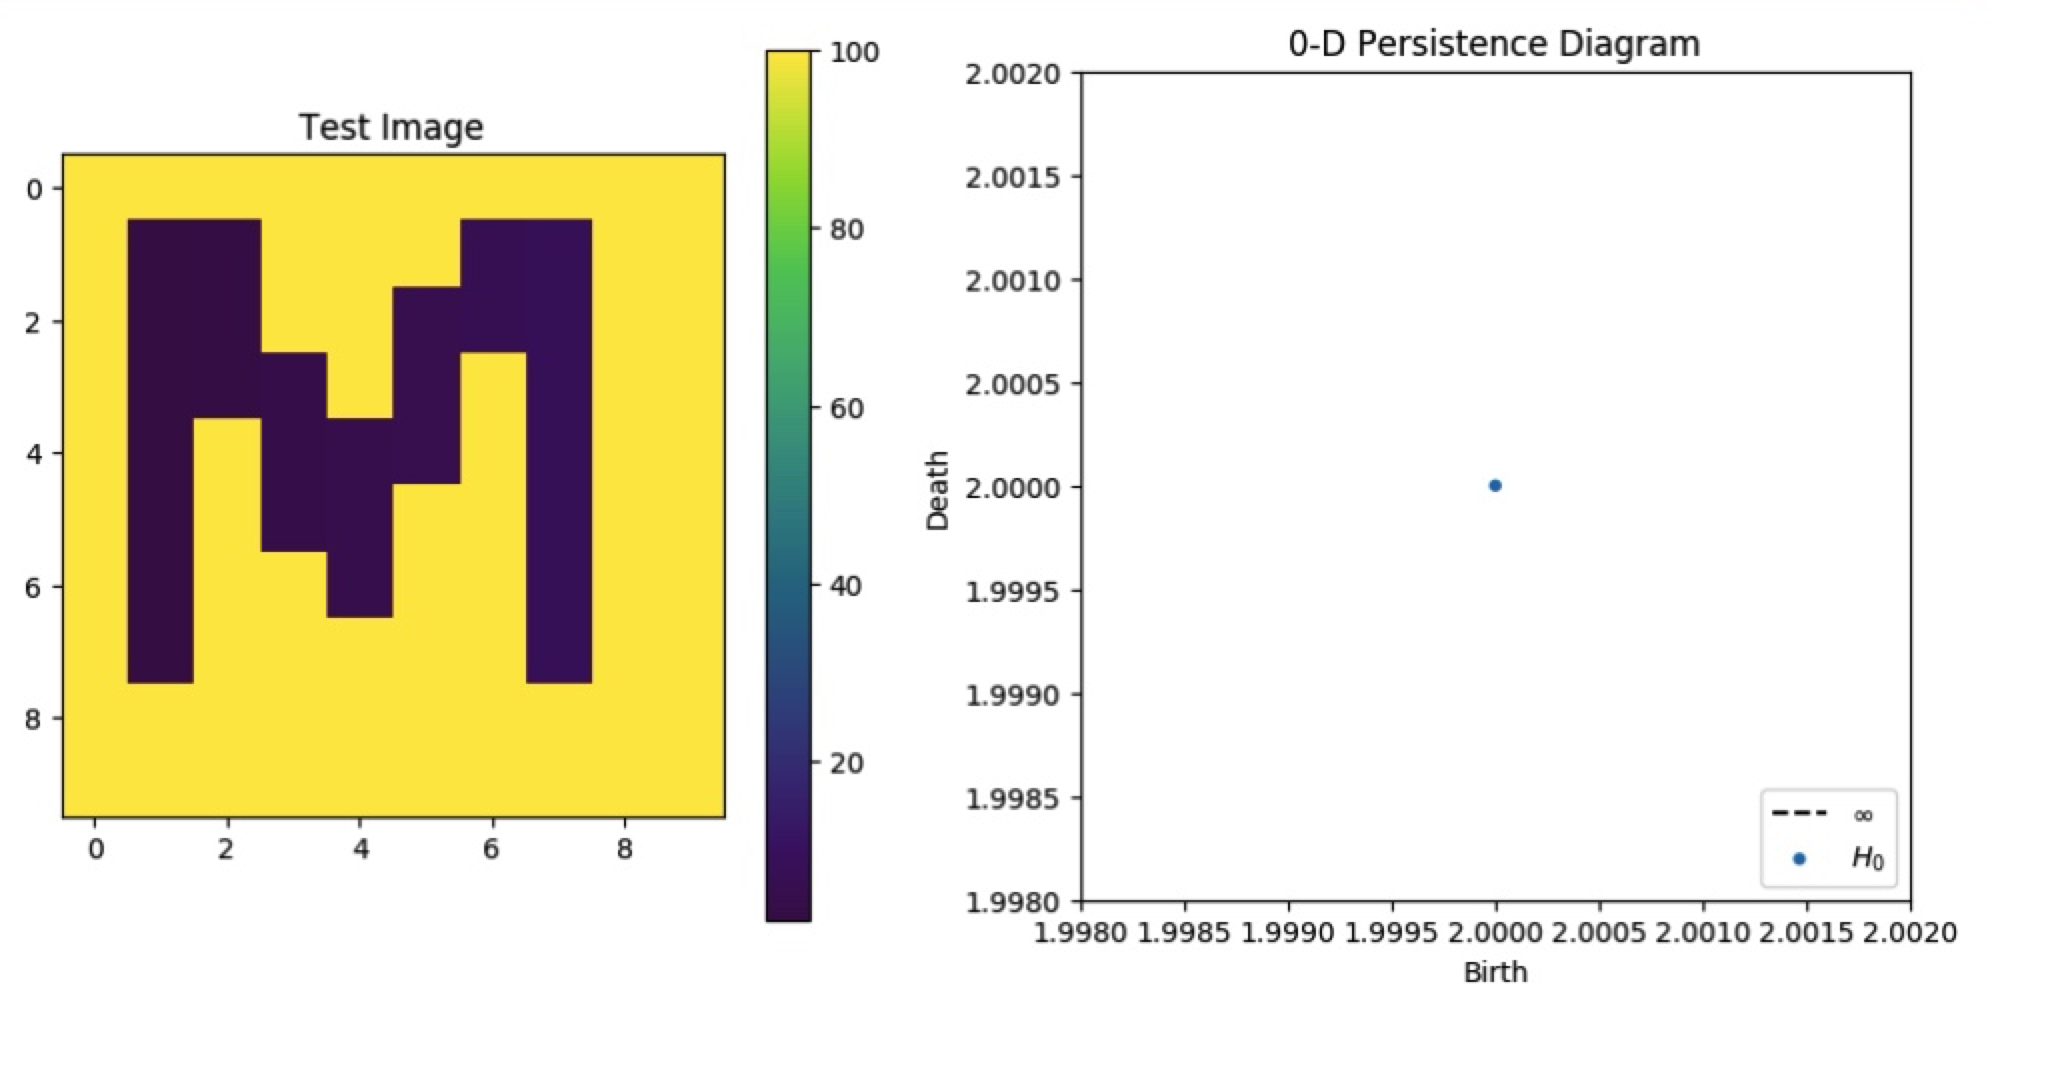 Test Image
0
2
4
6
8
0 2 4 6 8
100
80
60
40
20
0-D Persistence Diagram
2.0020
2.0015
2.0010
2.0005
2.0000
1.9995
1.9990
1.9985
1.9980
Death
1.9980 1.9985 1.9990 1.9995 2.0000 2.0005 2.0010 2.0015 2.0020
Birth
∞
H₀